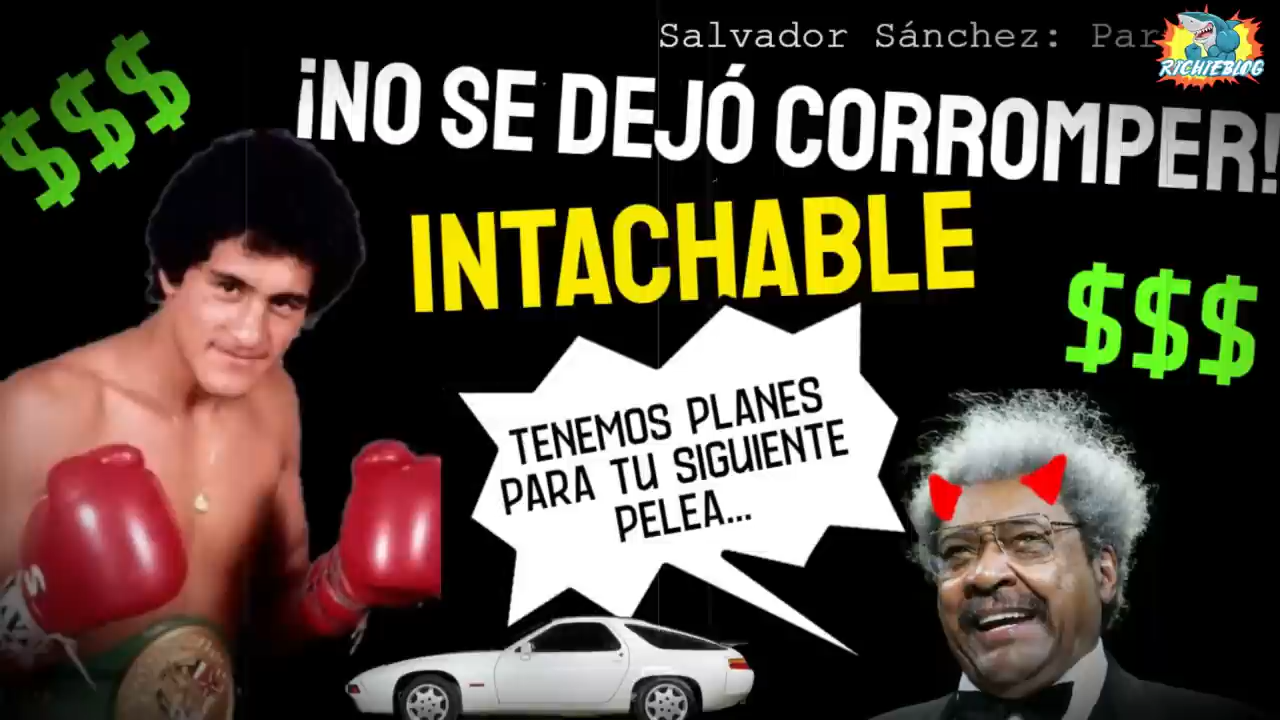 Salvador Sánchez: Par
RICHIEBLOG
$$$
¡NO SE DEJÓ CORROMPER!
INTACHABLE
$$$
TENEMOS PLANES
PARA TU SIGUIENTE
PELEA...